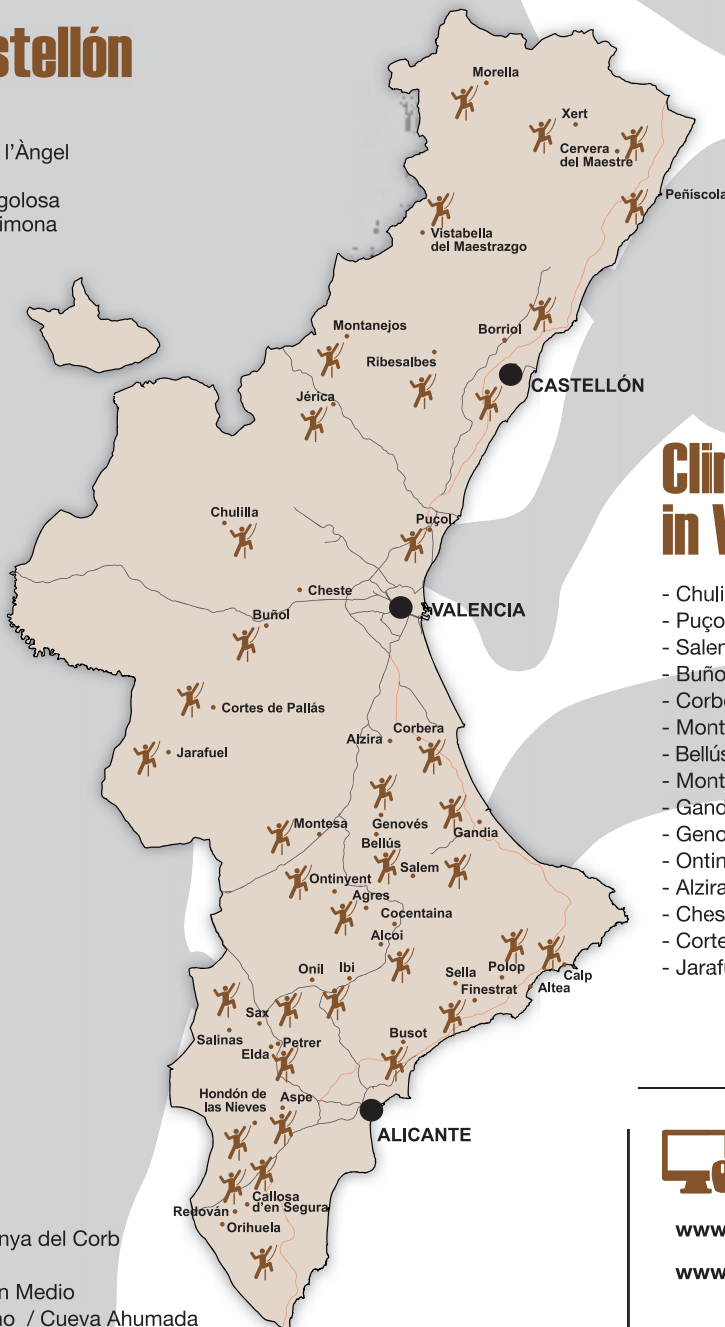 stellón
l'Àngel
golosa
imona
Morella
Xert
Cervera
del Maestre
Peñíscola
Vistabella
del Maestrazgo
Montanejos
Borriol
Ribesalbes
CASTELLÓN
Jérica
Clin
in V
Chulilla
Puçol
Cheste
VALENCIA
Buñol
- Chuli
- Puço
- Salen
- Buño
- Corbe
- Mont
- Bellús
- Mont
- Gand
- Geno
- Ontin
- Alzira
- Ches
- Corte
- Jarafu
Cortes de Pallás
Corbera
Alzira
Jarafuel
Montesa
Genovés
Gandia
Bellús
Salem
Ontinyent
Agres
Cocentaina
Alcoi
Onil
Ibi
Sella
Polop
Calp
Finestrat
Altea
Sax
Salinas
Petrer
Elda
Busot
Hondón de
las Nieves
Aspe
ALICANTE
Callosa
d'en Segura
Redován
Orihuela
nya del Corb
n Medio
no / Cueva Ahumada
www
www